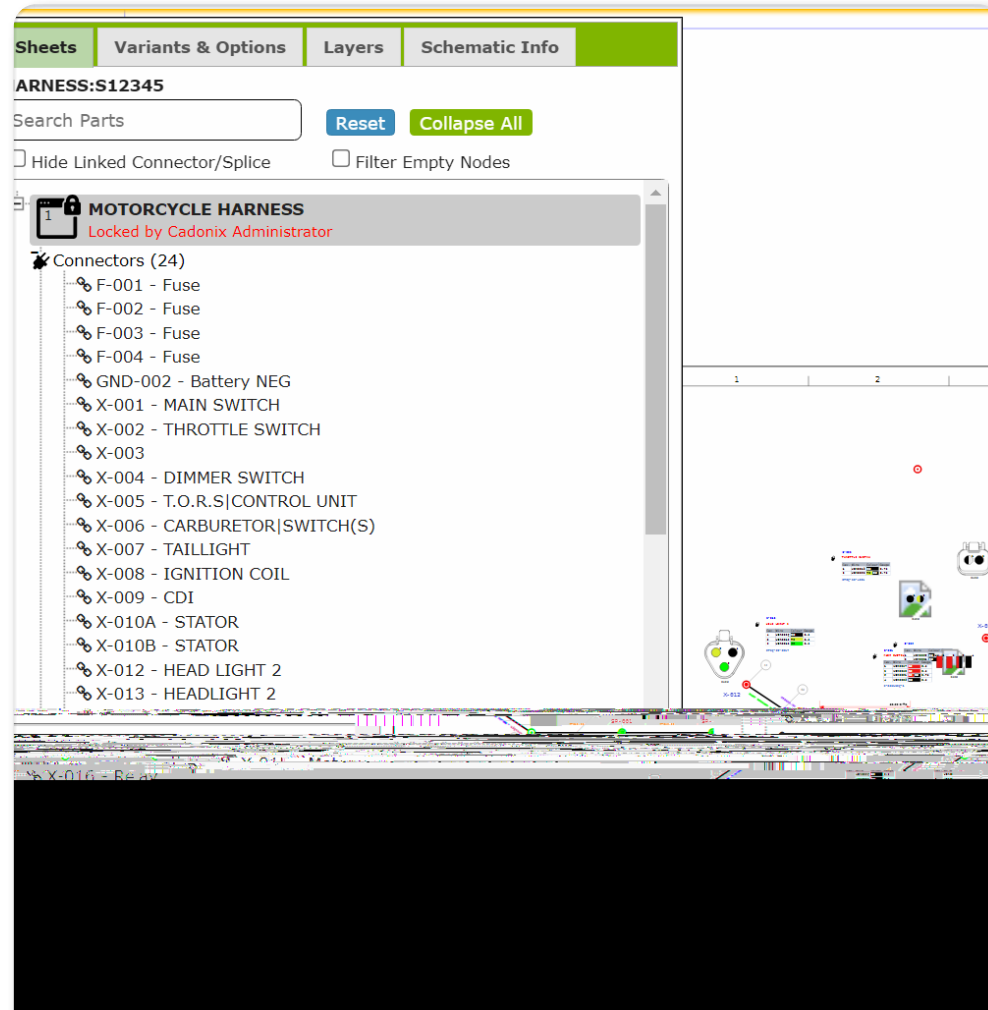 Sheets Variants & Options Layers Schematic Info
ARNESS:S12345
Search Parts Reset Collapse All
Hide Linked Connector/Splice Filter Empty Nodes
1 MOTORCYCLE HARNESS
Locked by Cadonix Administrator
Connectors (24)
F-001 - Fuse
F-002 - Fuse
F-003 - Fuse
F-004 - Fuse
GND-002 - Battery NEG
X-001 - MAIN SWITCH
X-002 - THROTTLE SWITCH
X-003
X-004 - DIMMER SWITCH
X-005 - T.O.R.S|CONTROL UNIT
X-006 - CARBURETOR|SWITCH(S)
X-007 - TAILLIGHT
X-008 - IGNITION COIL
X-009 - CDI
X-010A - STATOR
X-010B - STATOR
X-012 - HEAD LIGHT 2
X-013 - HEADLIGHT 2
1 2
X-012